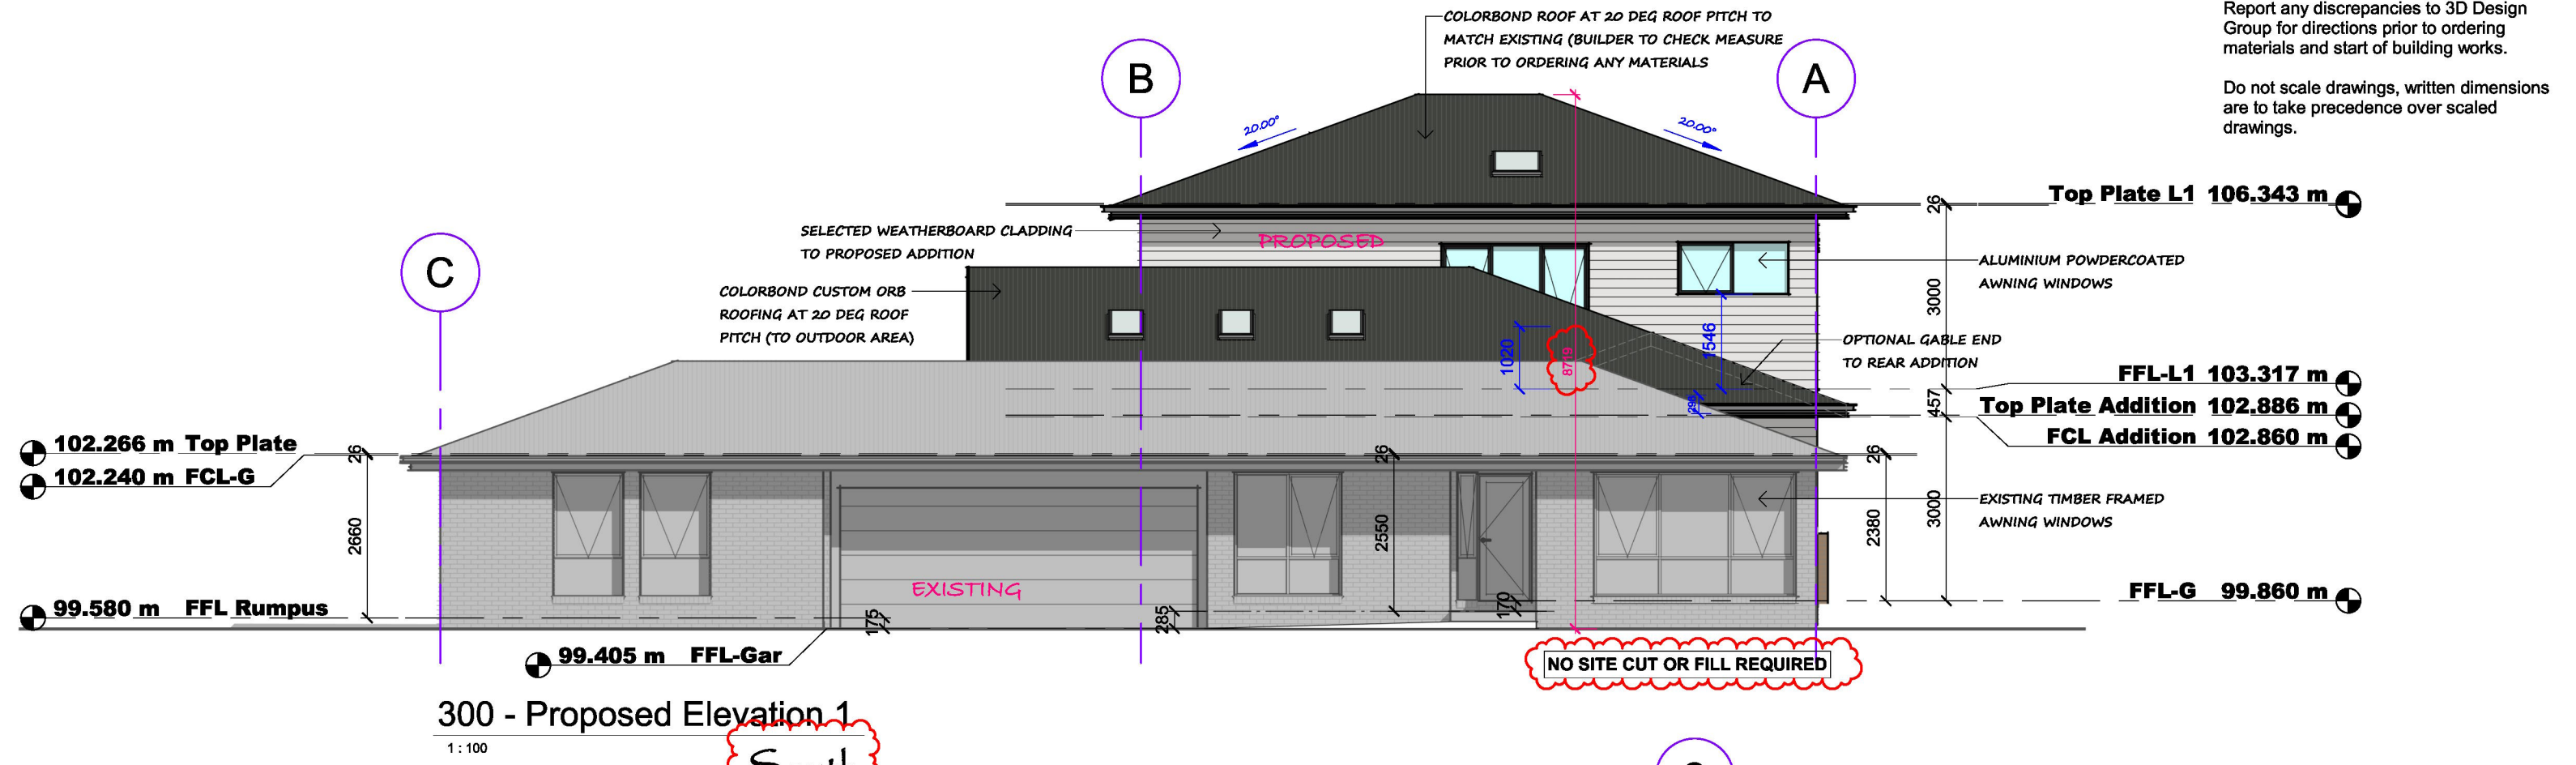 Report any discrepancies to 3D Design
Group for directions prior to ordering
materials and start of building works.
Do not scale drawings, written dimensions
are to take precedence over scaled
drawings.
COLORBOND ROOF AT 20 DEG ROOF PITCH TO
MATCH EXISTING (BUILDER TO CHECK MEASURE
PRIOR TO ORDERING ANY MATERIALS
B
A
C
20.00°
20.00°
Top Plate L1 106.343 m
26
SELECTED WEATHERBOARD CLADDING
TO PROPOSED ADDITION
PROPOSED
ALUMINIUM POWDERCOATED
AWNING WINDOWS
COLORBOND CUSTOM ORB
ROOFING AT 20 DEG ROOF
PITCH (TO OUTDOOR AREA)
3000
1020
8719
1546
OPTIONAL GABLE END
TO REAR ADDITION
FFL-L1 103.317 m
298
457
Top Plate Addition 102.886 m
FCL Addition 102.860 m
102.266 m Top Plate
102.240 m FCL-G
26
26
26
2660
2550
2380
3000
EXISTING TIMBER FRAMED
AWNING WINDOWS
EXISTING
FFL-G 99.860 m
99.580 m FFL Rumpus
175
285
170
99.405 m FFL-Gar
NO SITE CUT OR FILL REQUIRED
300 - Proposed Elevation 1
1 : 100